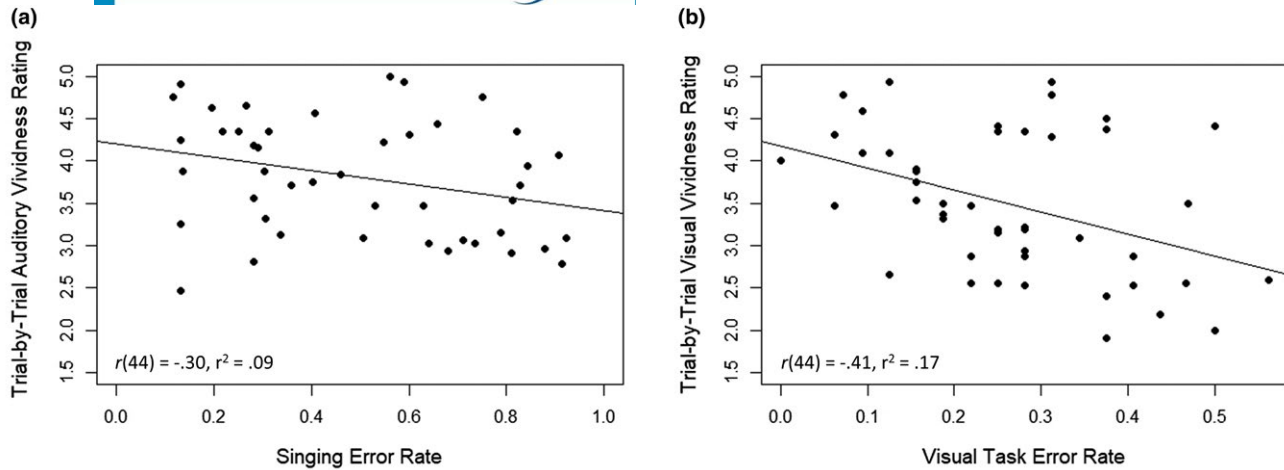 (a)
Trial-by-Trial Auditory Vividness Rating
5.0
4.5
4.0
3.5
3.0
2.5
2.0
1.5
r(44) = -.30, r² = .09
0.0 0.2 0.4 0.6 0.8 1.0
Singing Error Rate
(b)
Trial-by-Trial Visual Vividness Rating
5.0
4.5
4.0
3.5
3.0
2.5
2.0
1.5
r(44) = -.41, r² = .17
0.0 0.1 0.2 0.3 0.4 0.5
Visual Task Error Rate